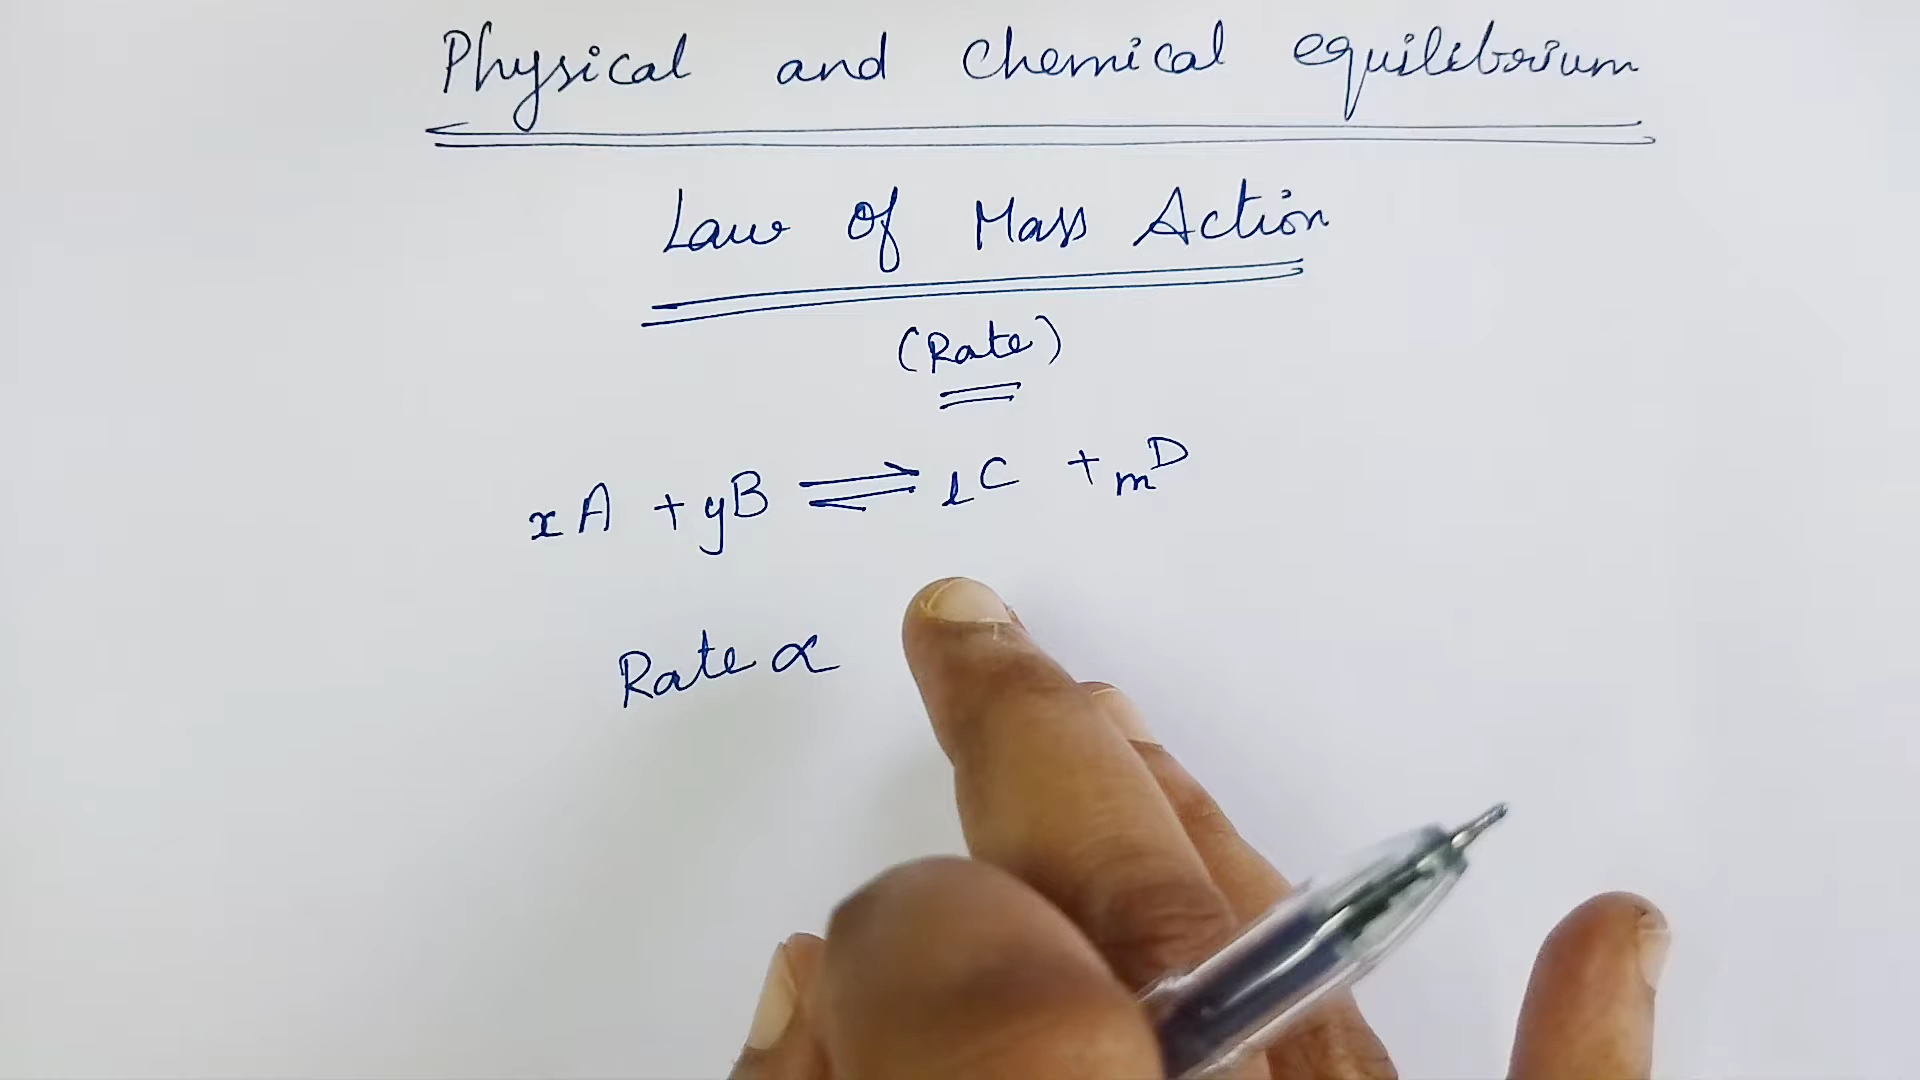 Physical and Chemical equilibrium
Law of Mass Action
(Rate)
xA + yB ⇌ lC + mD
Rate ∝